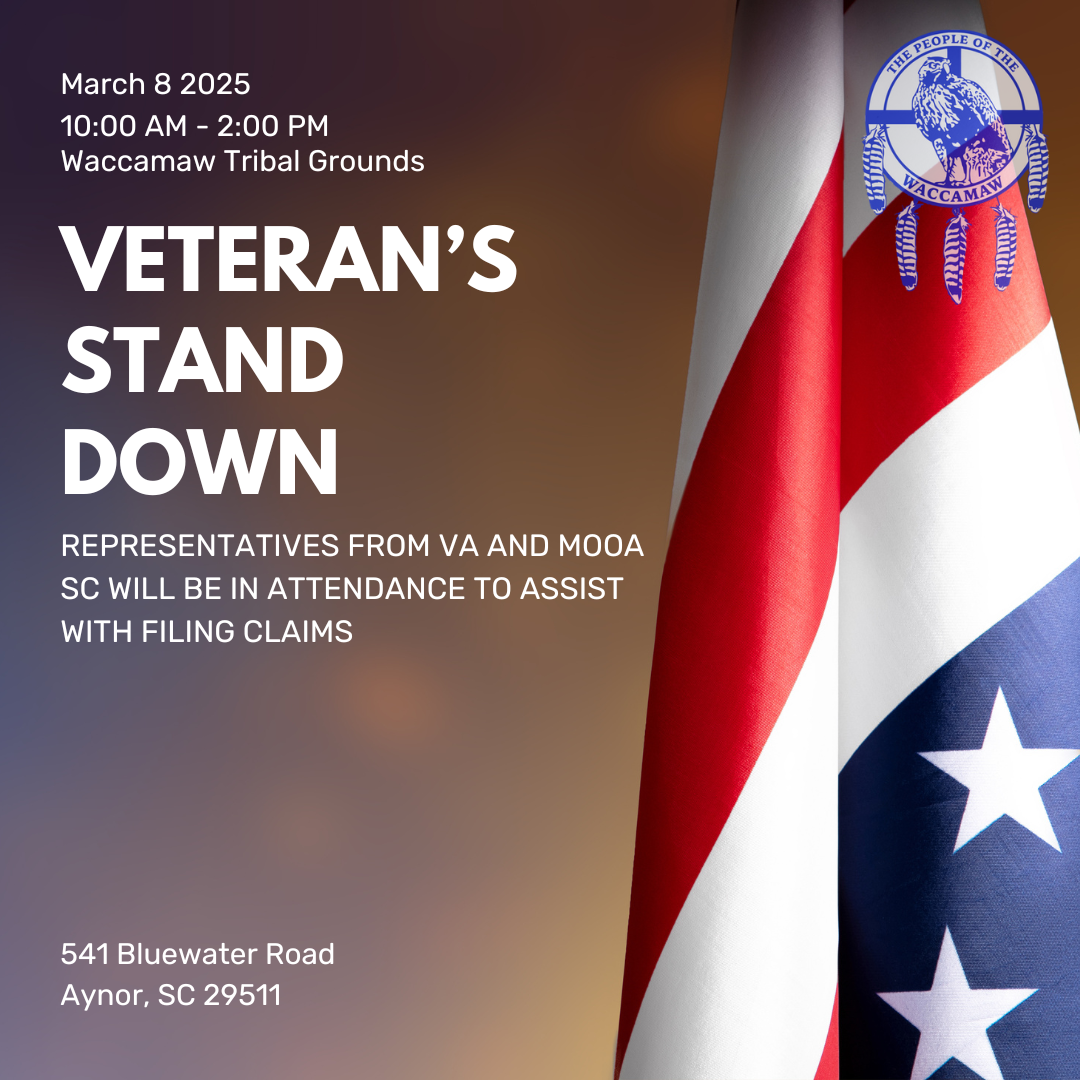 March 8 2025
10:00 AM - 2:00 PM
Waccamaw Tribal Grounds
THE PEOPLE OF THE
WACCAMAW
VETERAN’S
STAND
DOWN
REPRESENTATIVES FROM VA AND MOOA
SC WILL BE IN ATTENDANCE TO ASSIST
WITH FILING CLAIMS
541 Bluewater Road
Aynor, SC 29511